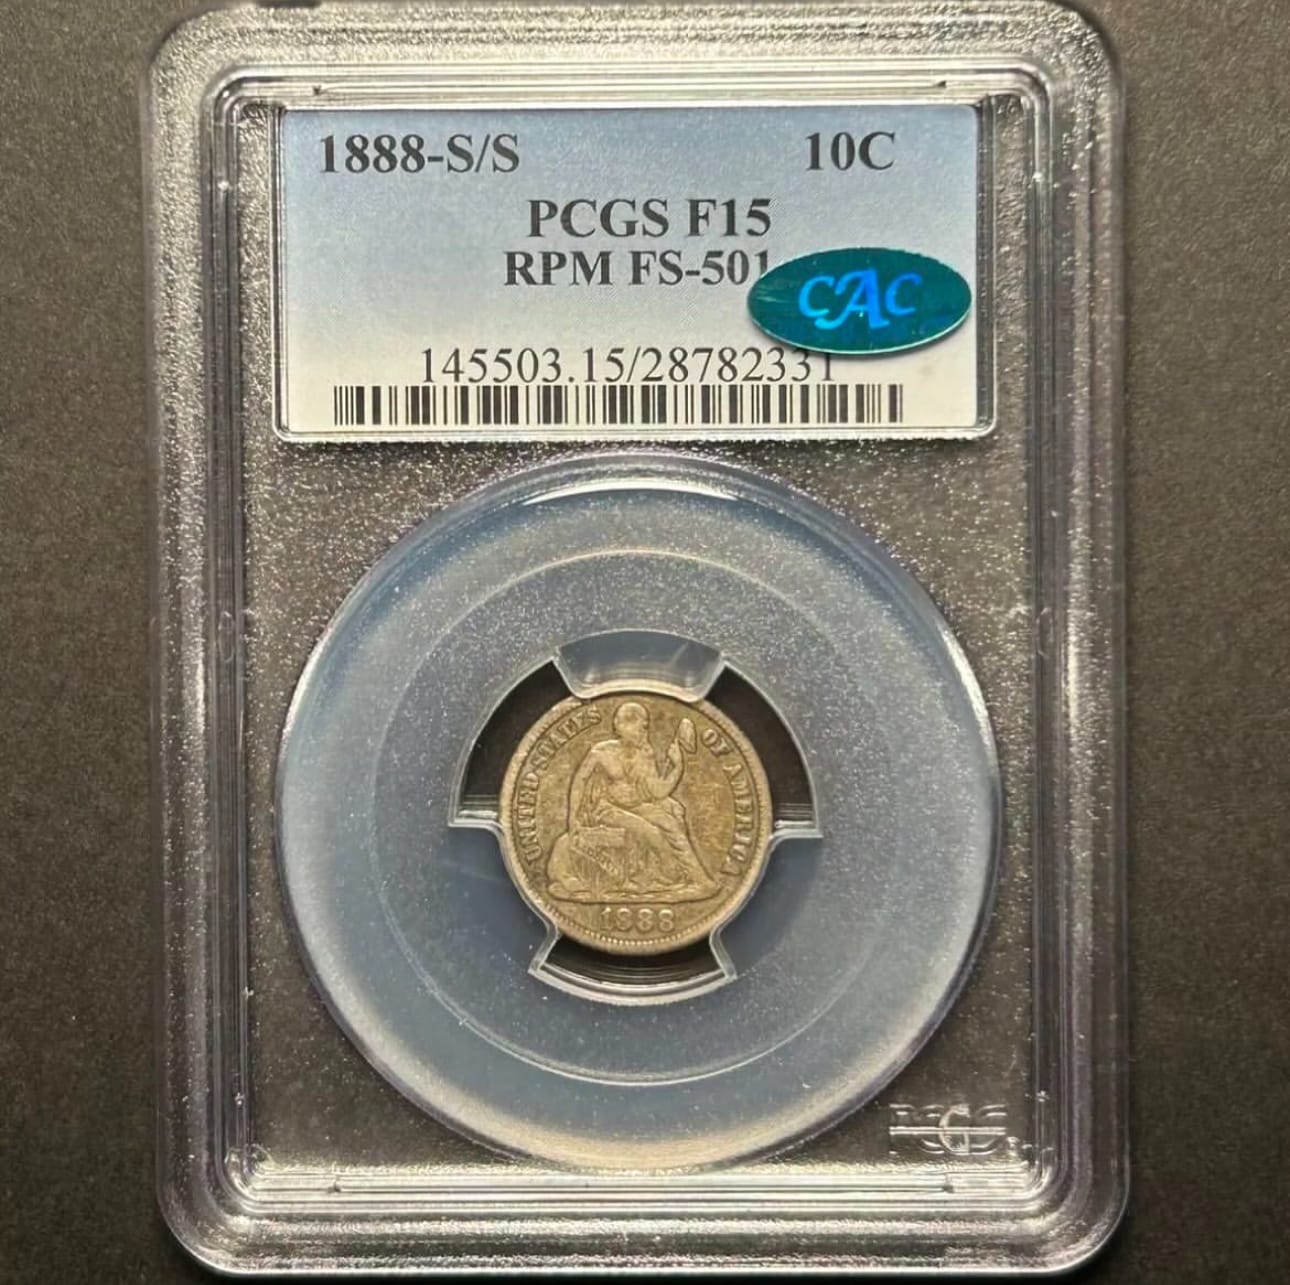 1888-S/S 10C
PCGS F15
RPM FS-501
CAC
145503.15/28782331
UNITED STATES OF AMERICA
1888
PCGS